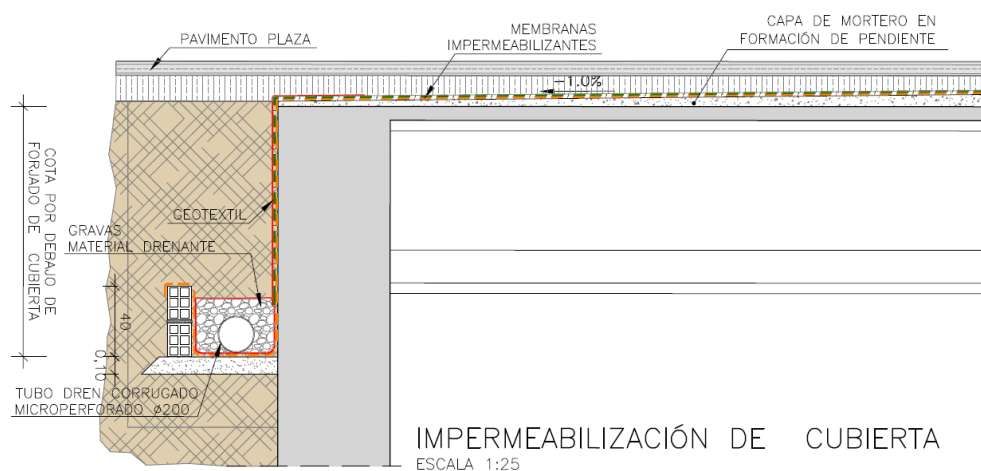 PAVIMENTO PLAZA
MEMBRANAS
IMPERMEABILIZANTES
CAPA DE MORTERO EN
FORMACIÓN DE PENDIENTE
-1.0%
COTA POR DEBAJO DE
FORJADO DE CUBIERTA
GEOTEXTIL
GRAVAS
MATERIAL DRENANTE
40
0,10
TUBO DREN CORRUGADO
MICROPERFORADO Ø200
IMPERMEABILIZACIÓN DE CUBIERTA
ESCALA 1:25